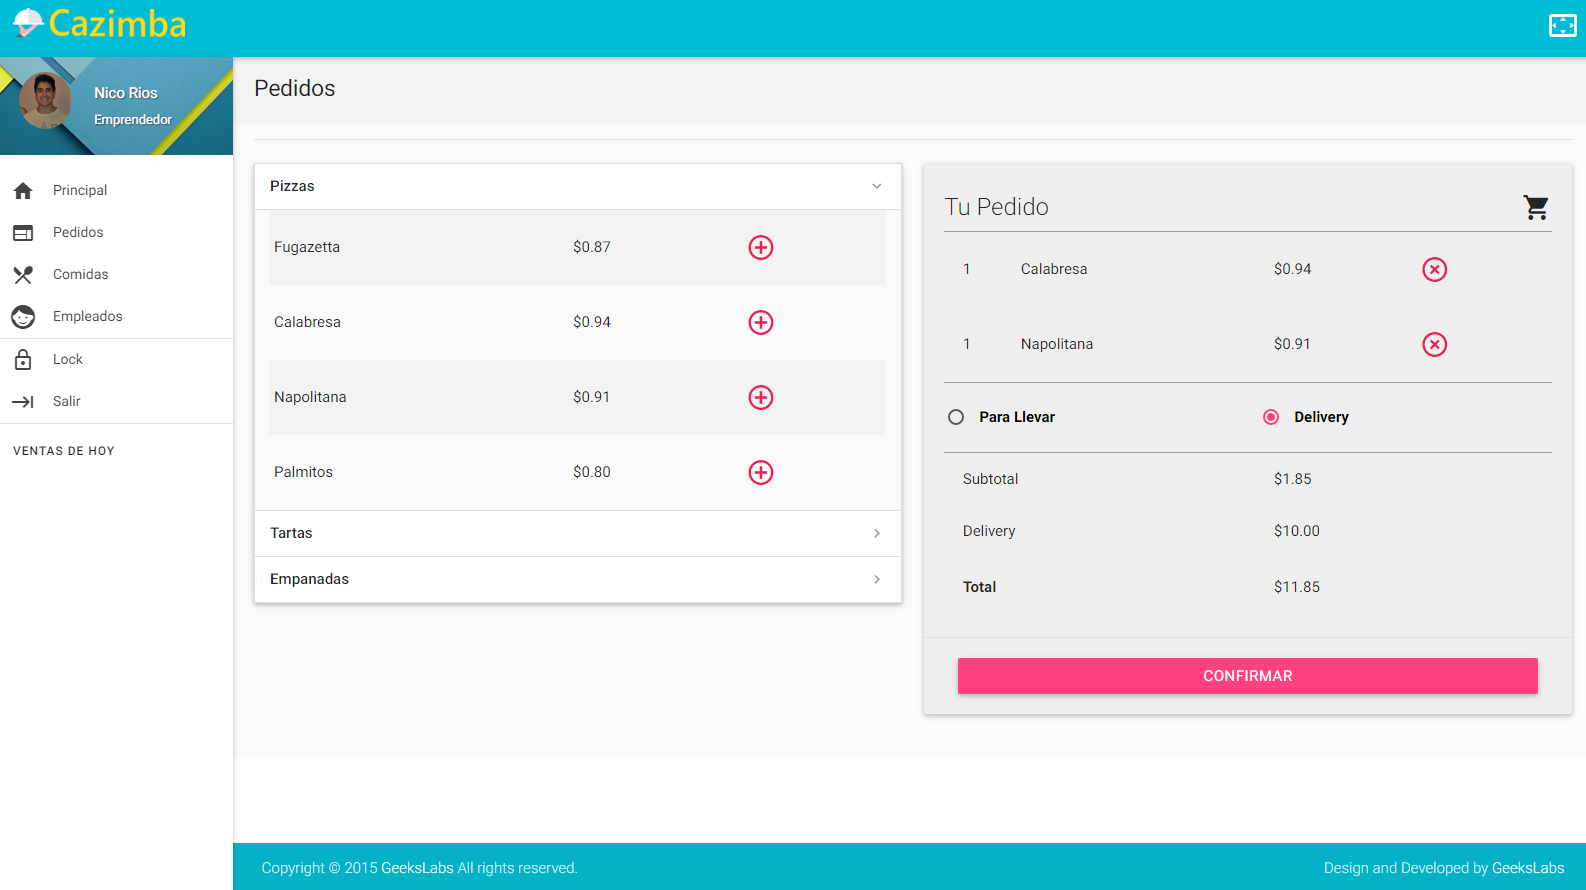 Cazimba
Nico Rios
Emprendedor
Principal
Pedidos
Comidas
Empleados
Lock
Salir
VENTAS DE HOY
Pedidos
Pizzas
Fugazetta $0.87
Calabresa $0.94
Napolitana $0.91
Palmitos $0.80
Tartas
Empanadas
Tu Pedido
1 Calabresa $0.94
1 Napolitana $0.91
Para Llevar Delivery
Subtotal $1.85
Delivery $10.00
Total $11.85
CONFIRMAR
Copyright © 2015 GeeksLabs All rights reserved.
Design and Developed by GeeksLabs